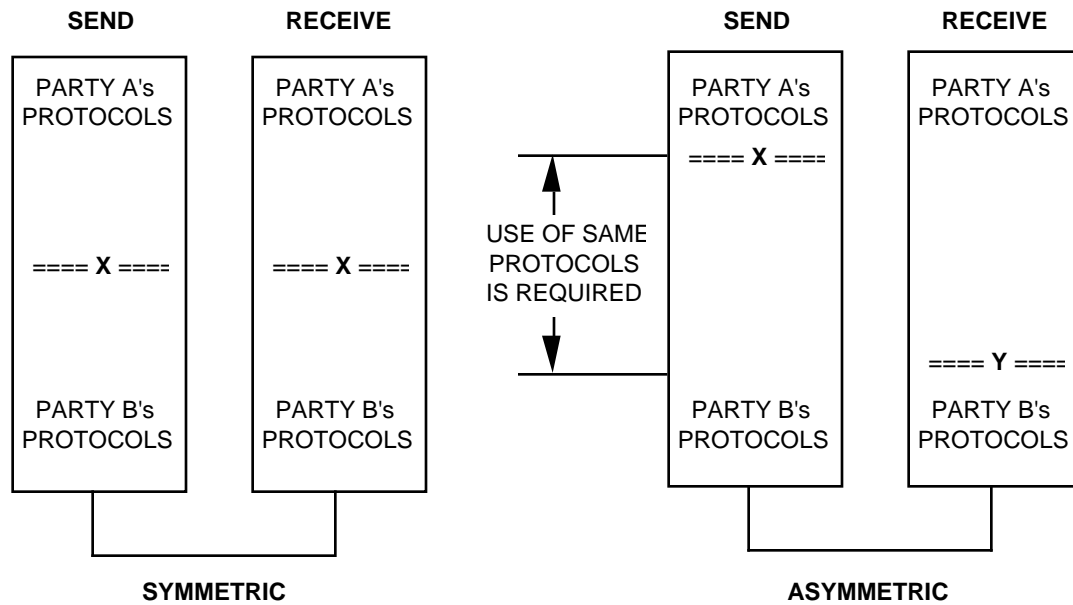 SEND
RECEIVE
PARTY A's
PROTOCOLS
==== X ====
PARTY B's
PROTOCOLS
PARTY A's
PROTOCOLS
==== X ====
PARTY B's
PROTOCOLS
SYMMETRIC
SEND
RECEIVE
USE OF SAME
PROTOCOLS
IS REQUIRED
PARTY A's
PROTOCOLS
==== X ====
PARTY B's
PROTOCOLS
PARTY A's
PROTOCOLS
==== Y ====
PARTY B's
PROTOCOLS
ASYMMETRIC